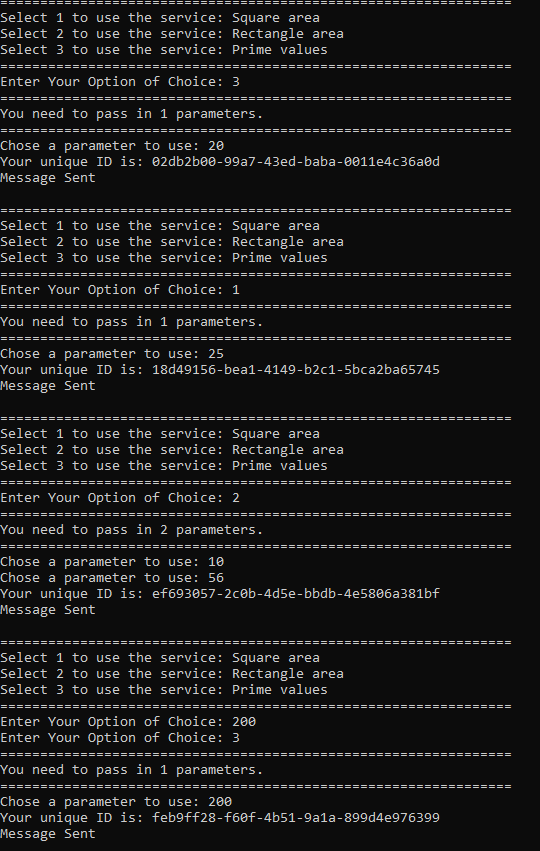 ================================================================
Select 1 to use the service: Square area
Select 2 to use the service: Rectangle area
Select 3 to use the service: Prime values
================================================================
Enter Your Option of Choice: 3
================================================================
You need to pass in 1 parameters.
================================================================
Chose a parameter to use: 20
Your unique ID is: 02db2b00-99a7-43ed-baba-0011e4c36a0d
Message Sent
================================================================
Select 1 to use the service: Square area
Select 2 to use the service: Rectangle area
Select 3 to use the service: Prime values
================================================================
Enter Your Option of Choice: 1
================================================================
You need to pass in 1 parameters.
================================================================
Chose a parameter to use: 25
Your unique ID is: 18d49156-bea1-4149-b2c1-5bca2ba65745
Message Sent
================================================================
Select 1 to use the service: Square area
Select 2 to use the service: Rectangle area
Select 3 to use the service: Prime values
================================================================
Enter Your Option of Choice: 2
================================================================
You need to pass in 2 parameters.
================================================================
Chose a parameter to use: 10
Chose a parameter to use: 56
Your unique ID is: ef693057-2c0b-4d5e-bbdb-4e5806a381bf
Message Sent
================================================================
Select 1 to use the service: Square area
Select 2 to use the service: Rectangle area
Select 3 to use the service: Prime values
================================================================
Enter Your Option of Choice: 200
Enter Your Option of Choice: 3
================================================================
You need to pass in 1 parameters.
================================================================
Chose a parameter to use: 200
Your unique ID is: feb9ff28-f60f-4b51-9a1a-899d4e976399
Message Sent